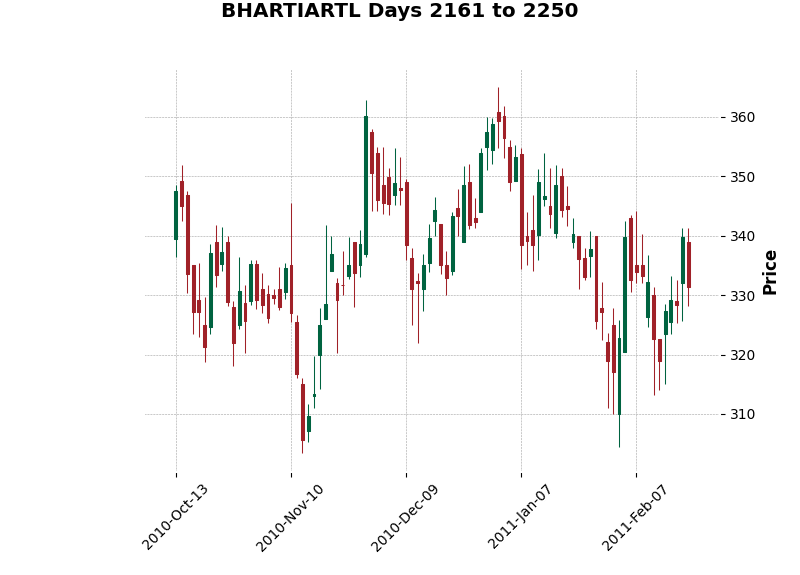 BHARTIARTL Days 2161 to 2250
360
350
340
330
320
310
Price
2010-Oct-13
2010-Nov-10
2010-Dec-09
2011-Jan-07
2011-Feb-07